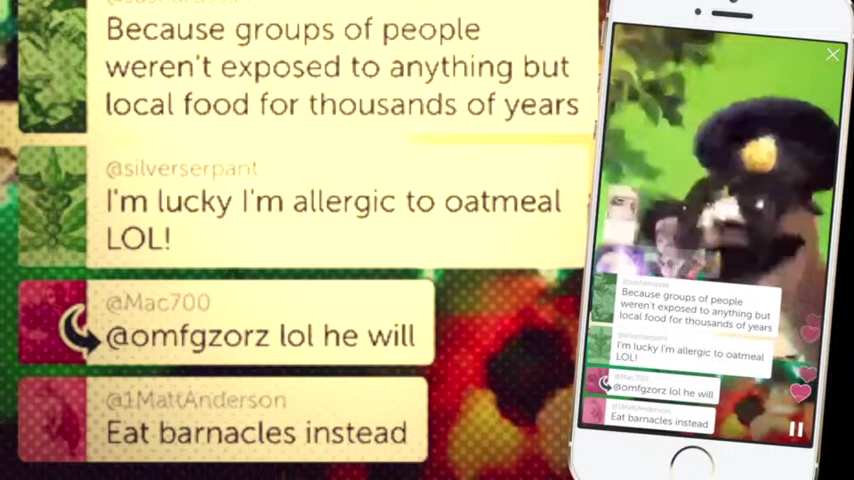 Because groups of people
weren't exposed to anything but
local food for thousands of years
@silverserpant
I'm lucky I'm allergic to oatmeal
LOL!
@Mac700
@omfgzorz lol he will
@1MattAnderson
Eat barnacles instead
Because groups of people
weren't exposed to anything but
local food for thousands of years
@silverserpant
I'm lucky I'm allergic to oatmeal
LOL!
@Mac700
@omfgzorz lol he will
@1MattAnderson
Eat barnacles instead